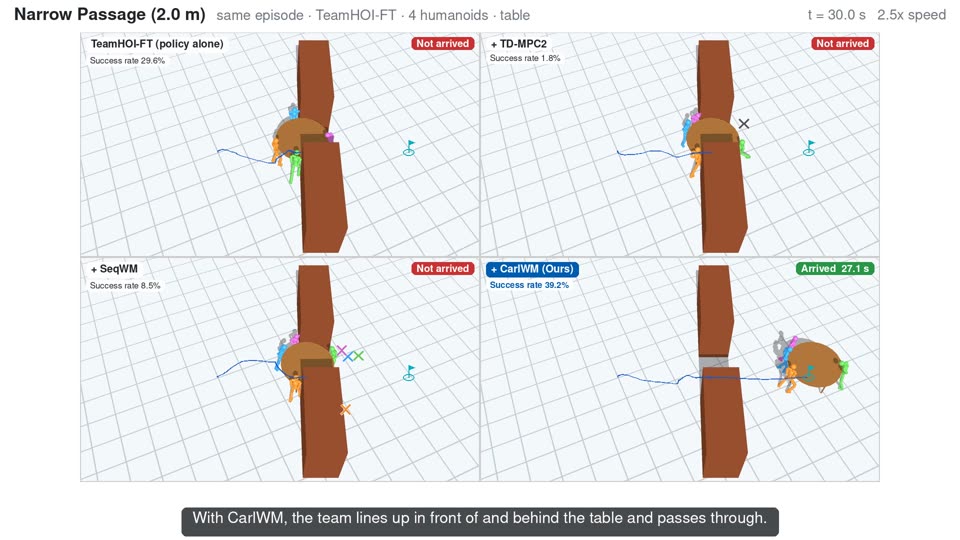 Narrow Passage (2.0 m) same episode · TeamHOI-FT · 4 humanoids · table
t = 30.0 s 2.5x speed
TeamHOI-FT (policy alone)
Not arrived
Success rate 29.6%
+ TD-MPC2
Not arrived
Success rate 1.8%
+ SeqWM
Not arrived
Success rate 8.5%
+ CarlWM (Ours)
Arrived 27.1 s
Success rate 39.2%
With CarlWM, the team lines up in front of and behind the table and passes through.